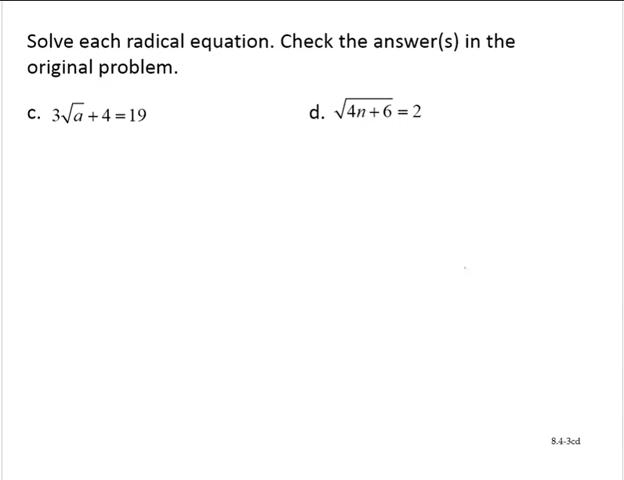 Solve each radical equation. Check the answer(s) in the
original problem.
c. 3√a + 4 = 19
d. √(4n + 6) = 2
8.4-3cd